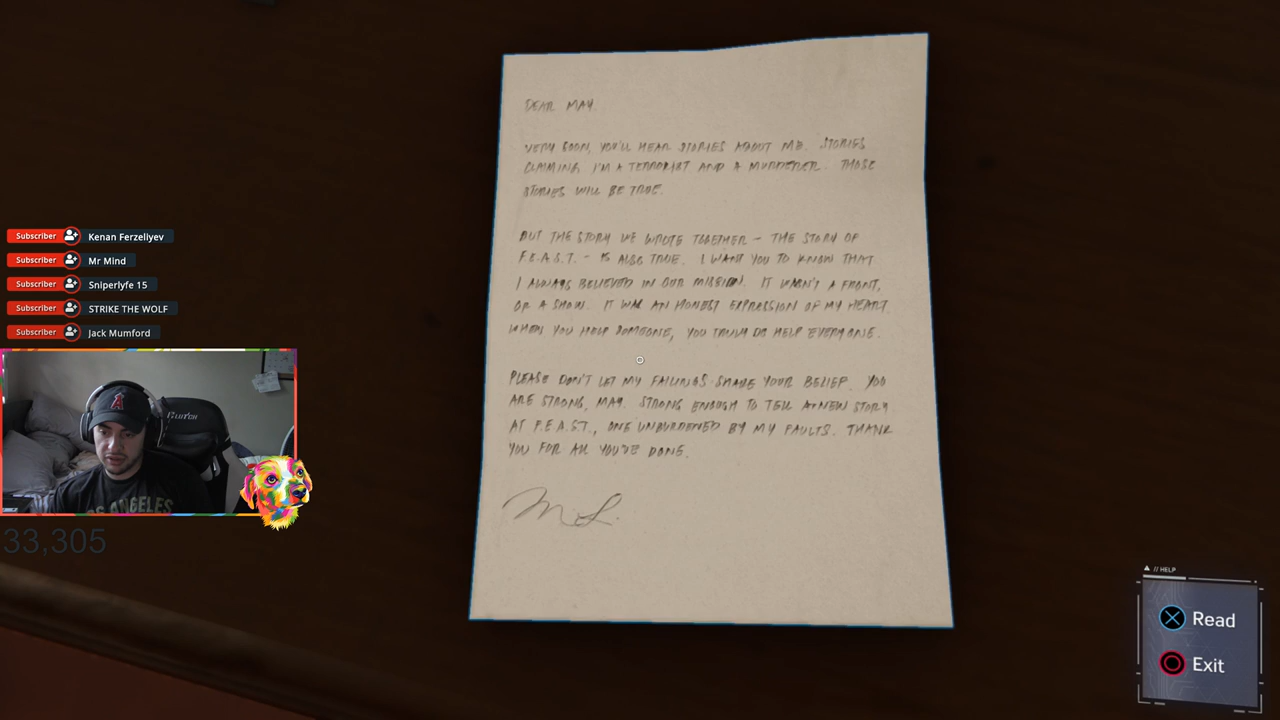 DEAR MAY.
VERY SOON, YOU'LL HEAR STORIES ABOUT ME. STORIES
CLAIMING I'M A TERRORIST AND A MURDERER. THOSE
STORIES WILL BE TRUE.
BUT THE STORY WE WROTE TOGETHER - THE STORY OF
F.E.A.S.T. - IS ALSO TRUE. I WANT YOU TO KNOW THAT
I ALWAYS BELIEVED IN OUR MISSION. IT WASN'T A FRONT,
OR A SHOW. IT WAS AN HONEST EXPRESSION OF MY HEART.
WHEN YOU HELP SOMEONE, YOU TRULY DO HELP EVERYONE.
PLEASE DON'T LET MY FAILINGS SHAKE YOUR BELIEF. YOU
ARE STRONG, MAY. STRONG ENOUGH TO TELL A NEW STORY
AT F.E.A.S.T., ONE UNBURDENED BY MY FAULTS. THANK
YOU FOR ALL YOU'VE DONE.
M L.
Subscriber Kenan Ferzeliyev
Subscriber Mr Mind
Subscriber Sniperlyfe 15
Subscriber STRIKE THE WOLF
Subscriber Jack Mumford
A
LOS ANGELES
33,305
// HELP
Read
Exit